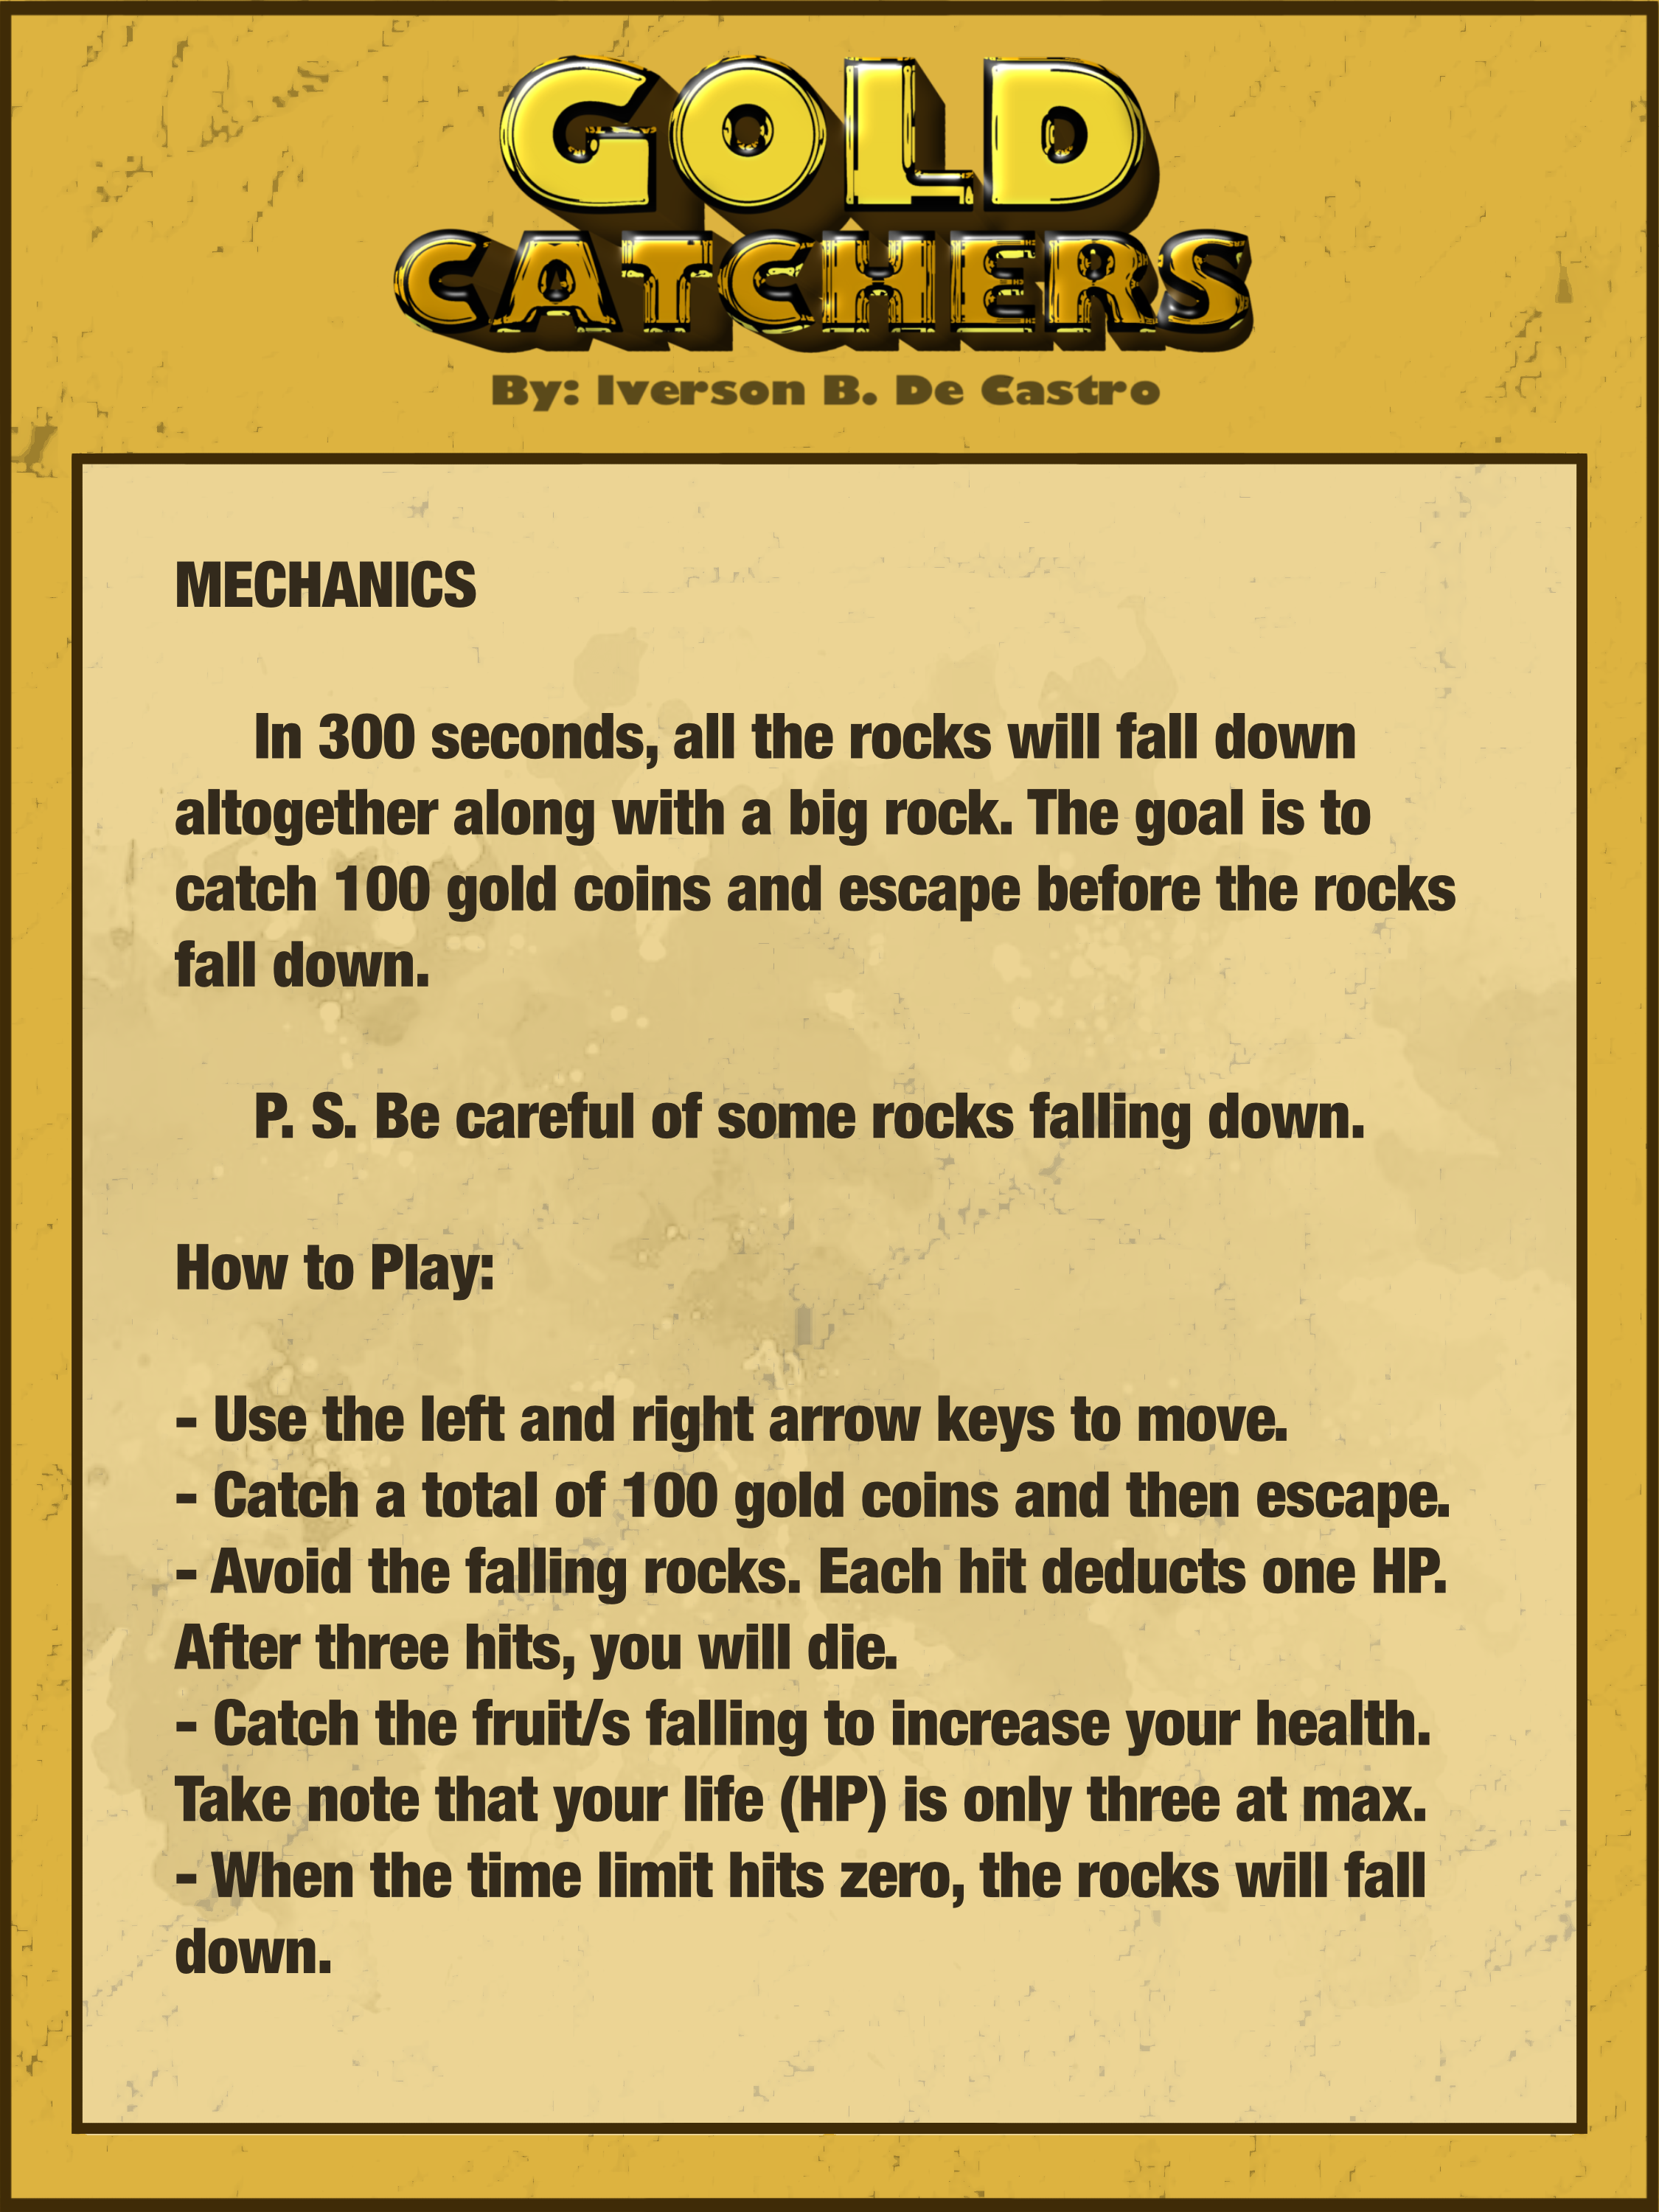 GOLD
CATCHERS
By: Iverson B. De Castro
MECHANICS
In 300 seconds, all the rocks will fall down
altogether along with a big rock. The goal is to
catch 100 gold coins and escape before the rocks
fall down.
P. S. Be careful of some rocks falling down.
How to Play:
- Use the left and right arrow keys to move.
- Catch a total of 100 gold coins and then escape.
- Avoid the falling rocks. Each hit deducts one HP.
After three hits, you will die.
- Catch the fruit/s falling to increase your health.
Take note that your life (HP) is only three at max.
- When the time limit hits zero, the rocks will fall
down.